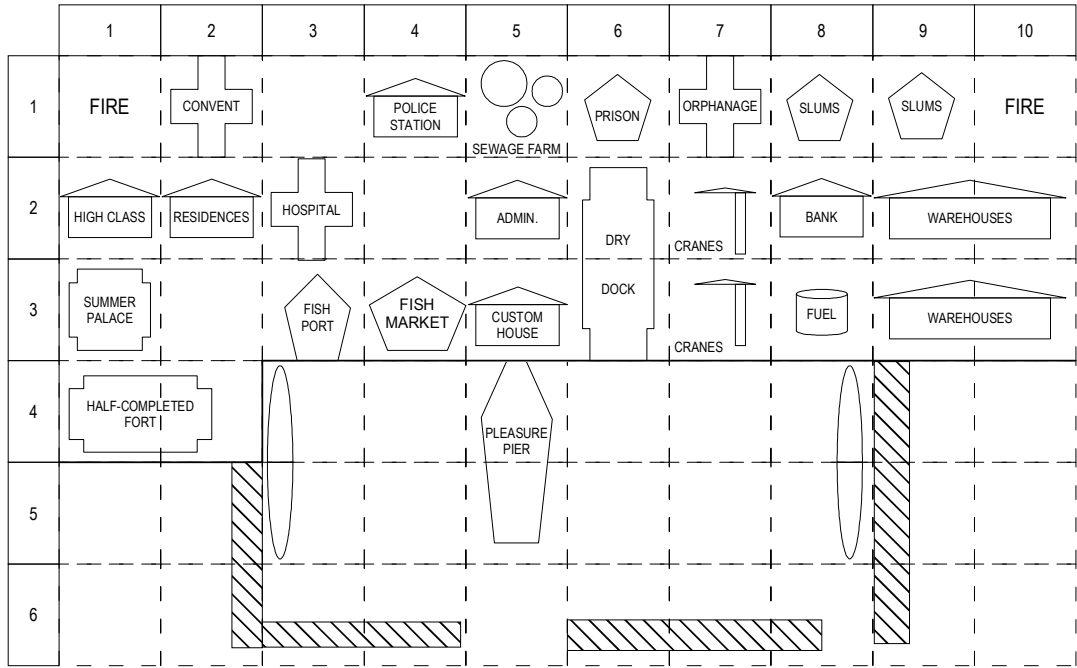 1 2 3 4 5 6 7 8 9 10
1
FIRE
CONVENT
POLICE
STATION
SEWAGE FARM
PRISON
ORPHANAGE
SLUMS
SLUMS
FIRE
2
HIGH CLASS
RESIDENCES
HOSPITAL
ADMIN.
DRY
DOCK
CRANES
BANK
WAREHOUSES
3
SUMMER
PALACE
FISH
PORT
FISH
MARKET
CUSTOM
HOUSE
CRANES
FUEL
WAREHOUSES
4
HALF-COMPLETED
FORT
PLEASURE
PIER
5
6